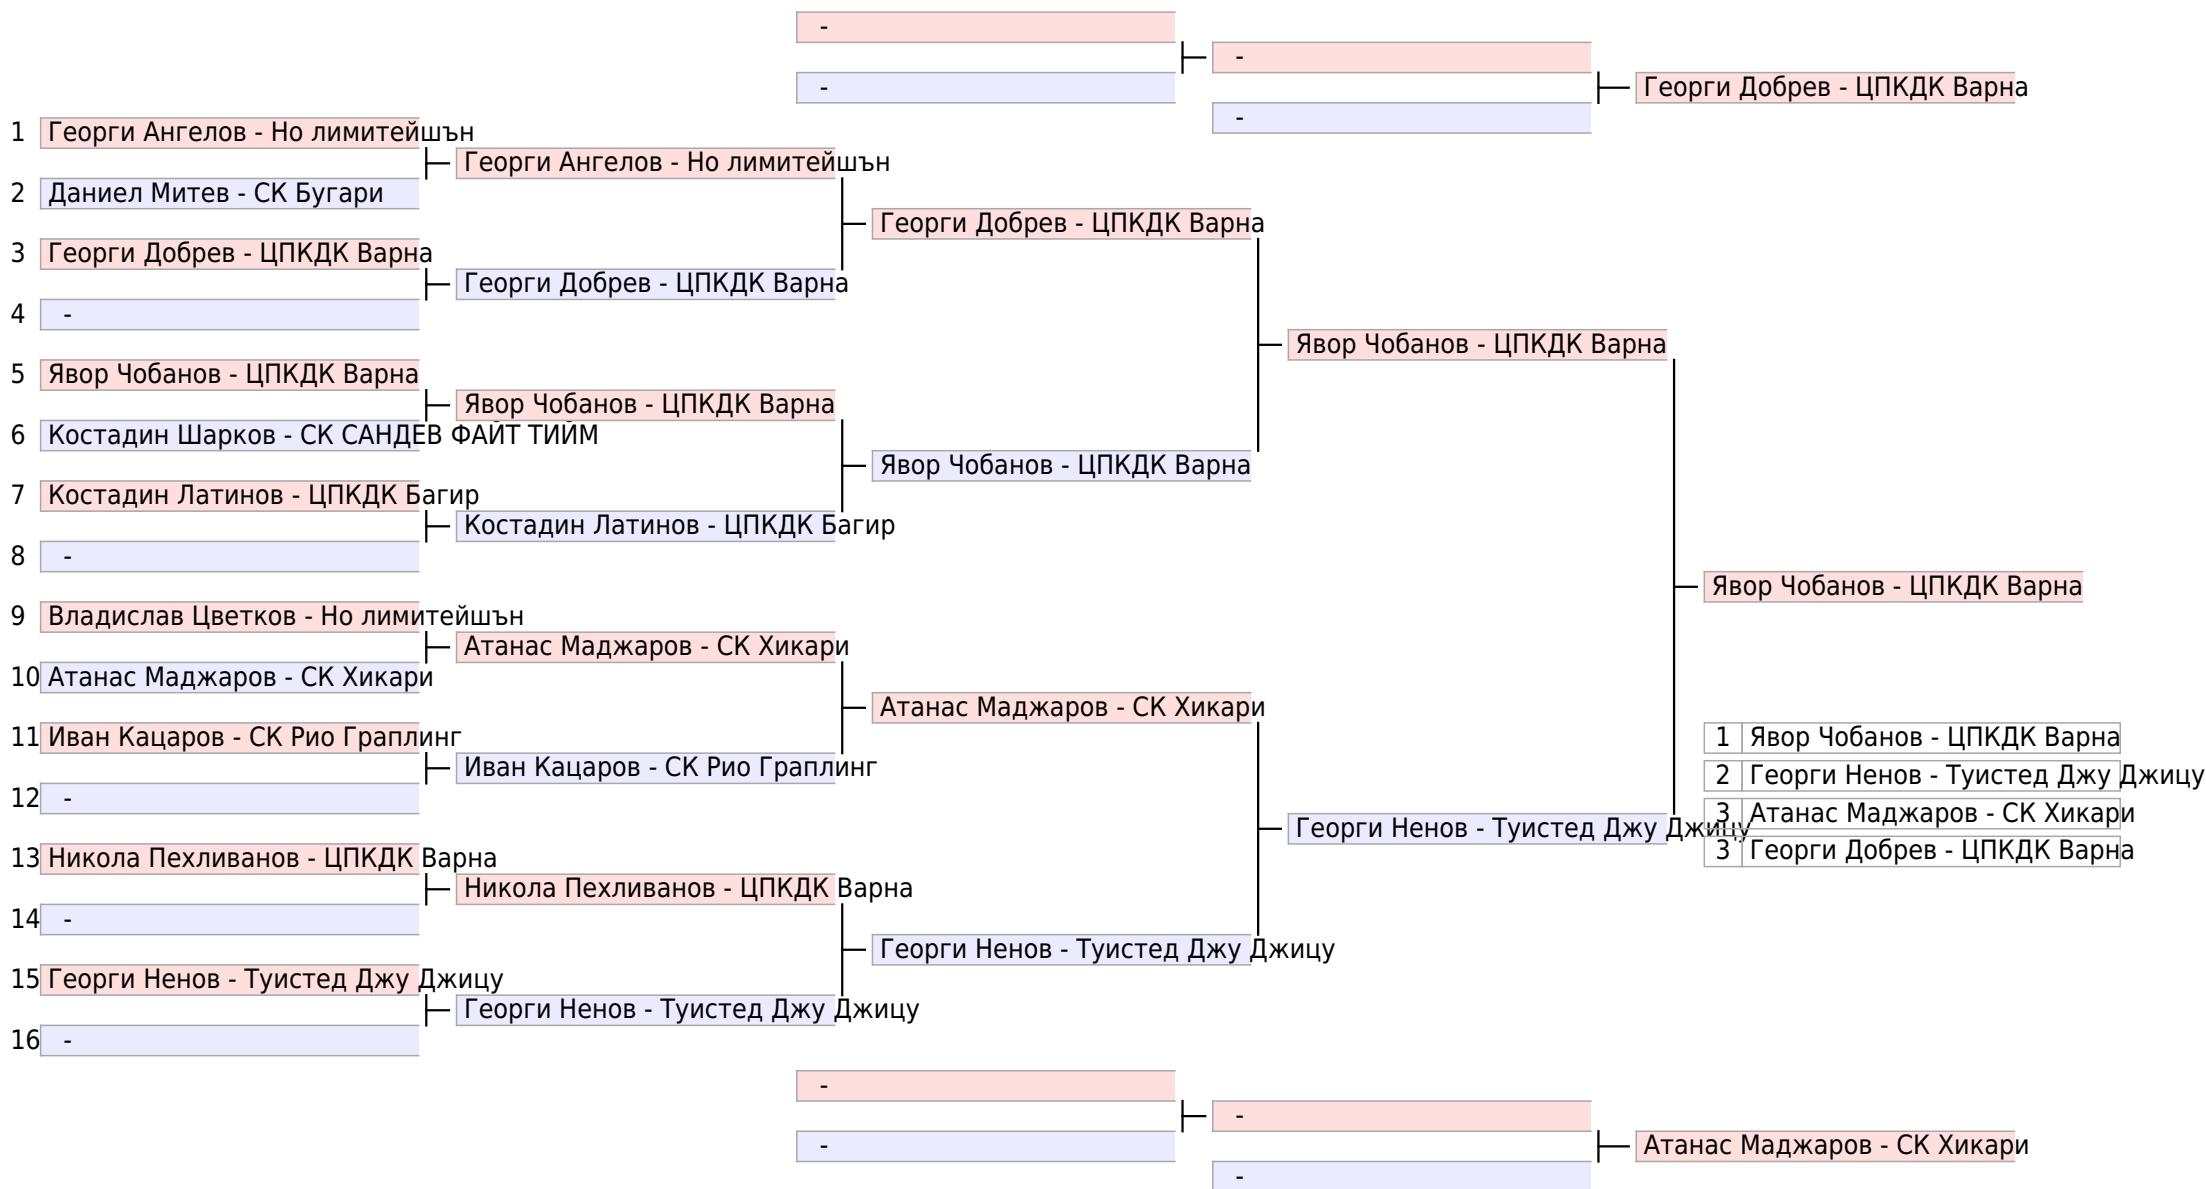 -
-
-
-
Георги Добрев - ЦПКДК Варна
1 Георги Ангелов - Но лимитейшън
2 Даниел Митев - СК Бугари
3 Георги Добрев - ЦПКДК Варна
4 -
5 Явор Чобанов - ЦПКДК Варна
6 Костадин Шарков - СК САНДЕВ ФАЙТ ТИЙМ
7 Костадин Латинов - ЦПКДК Багир
8 -
9 Владислав Цветков - Но лимитейшън
10 Атанас Маджаров - СК Хикари
11 Иван Кацаров - СК Рио Граплинг
12 -
13 Никола Пехливанов - ЦПКДК Варна
14 -
15 Георги Ненов - Туистед Джу Джицу
16 -
Георги Ангелов - Но лимитейшън
Георги Добрев - ЦПКДК Варна
Явор Чобанов - ЦПКДК Варна
Костадин Латинов - ЦПКДК Багир
Атанас Маджаров - СК Хикари
Иван Кацаров - СК Рио Граплинг
Никола Пехливанов - ЦПКДК Варна
Георги Ненов - Туистед Джу Джицу
Георги Добрев - ЦПКДК Варна
Явор Чобанов - ЦПКДК Варна
Атанас Маджаров - СК Хикари
Георги Ненов - Туистед Джу Джицу
Явор Чобанов - ЦПКДК Варна
Георги Ненов - Туистед Джу Джицу
Явор Чобанов - ЦПКДК Варна
1 Явор Чобанов - ЦПКДК Варна
2 Георги Ненов - Туистед Джу Джицу
3 Атанас Маджаров - СК Хикари
3 Георги Добрев - ЦПКДК Варна
-
-
-
-
Атанас Маджаров - СК Хикари